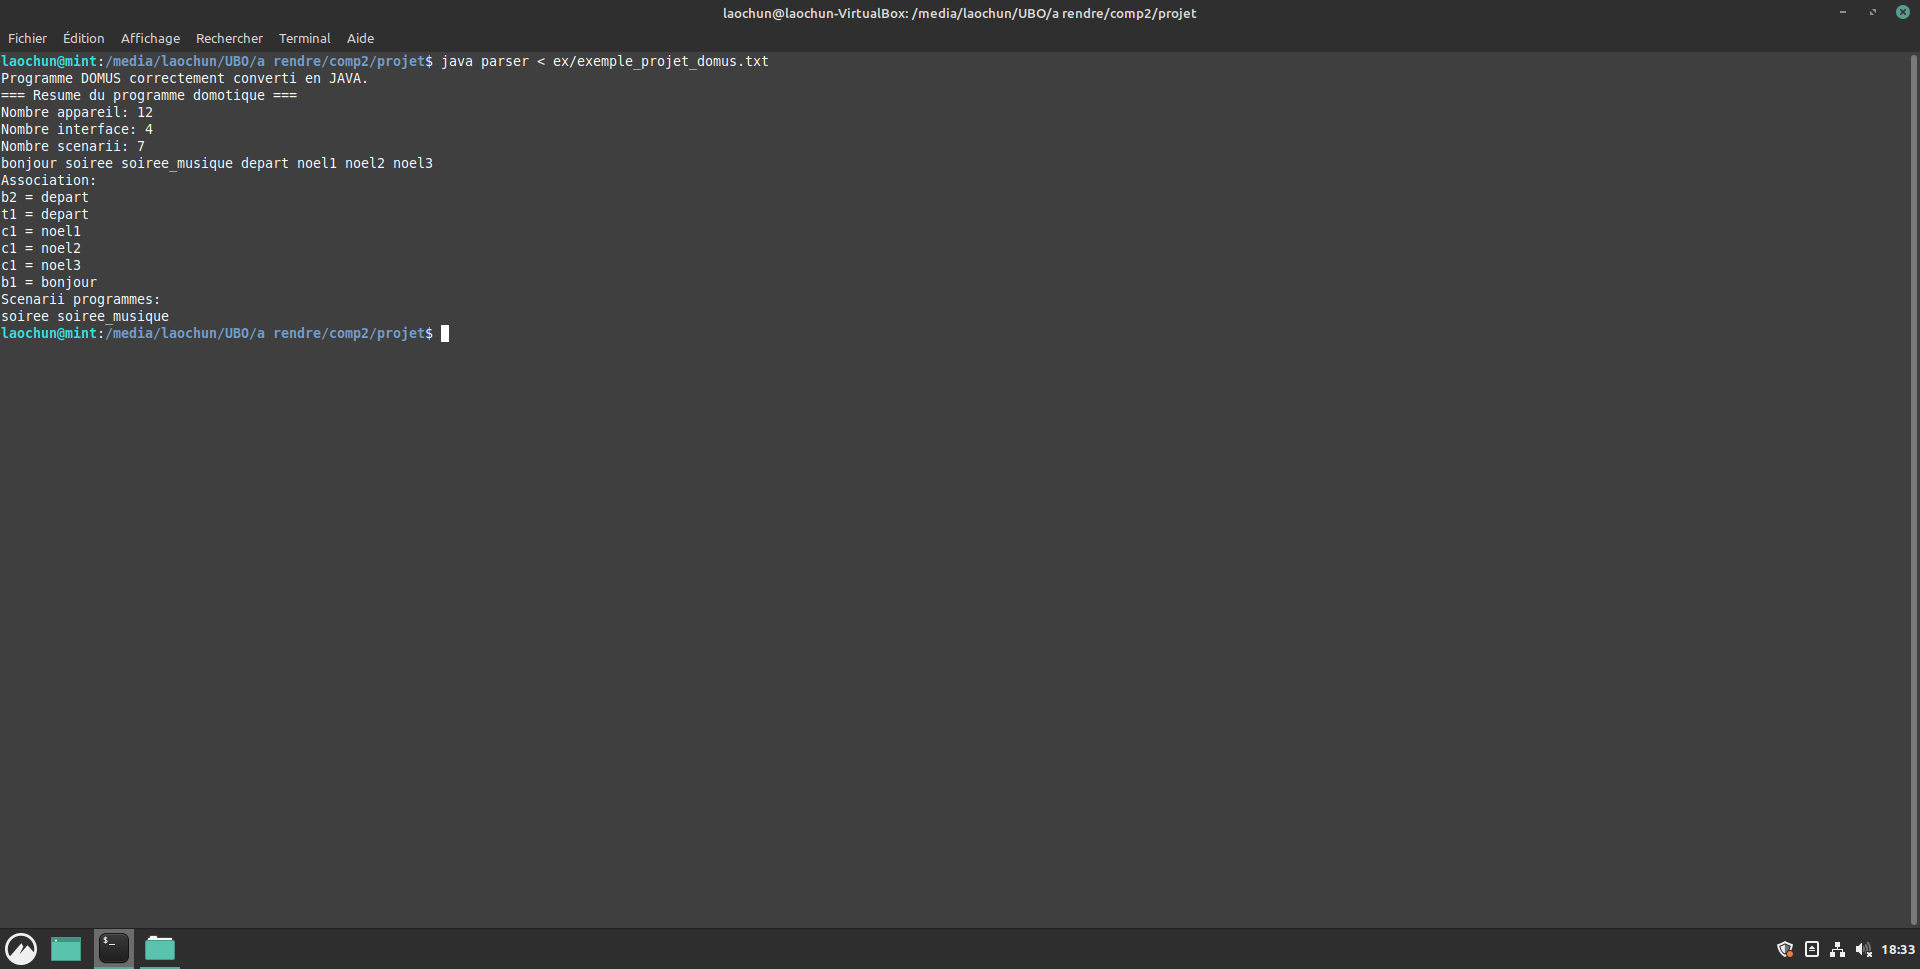 laochun@laochun-VirtualBox: /media/laochun/UBO/a rendre/comp2/projet
Fichier Édition Affichage Rechercher Terminal Aide
laochun@mint:/media/laochun/UBO/a rendre/comp2/projet$ java parser < ex/exemple_projet_domus.txt
Programme DOMUS correctement converti en JAVA.
=== Resume du programme domotique ===
Nombre appareil: 12
Nombre interface: 4
Nombre scenarii: 7
bonjour soiree soiree_musique depart noel1 noel2 noel3
Association:
b2 = depart
t1 = depart
c1 = noel1
c1 = noel2
c1 = noel3
b1 = bonjour
Scenarii programmes:
soiree soiree_musique
laochun@mint:/media/laochun/UBO/a rendre/comp2/projet$
$_
18:33